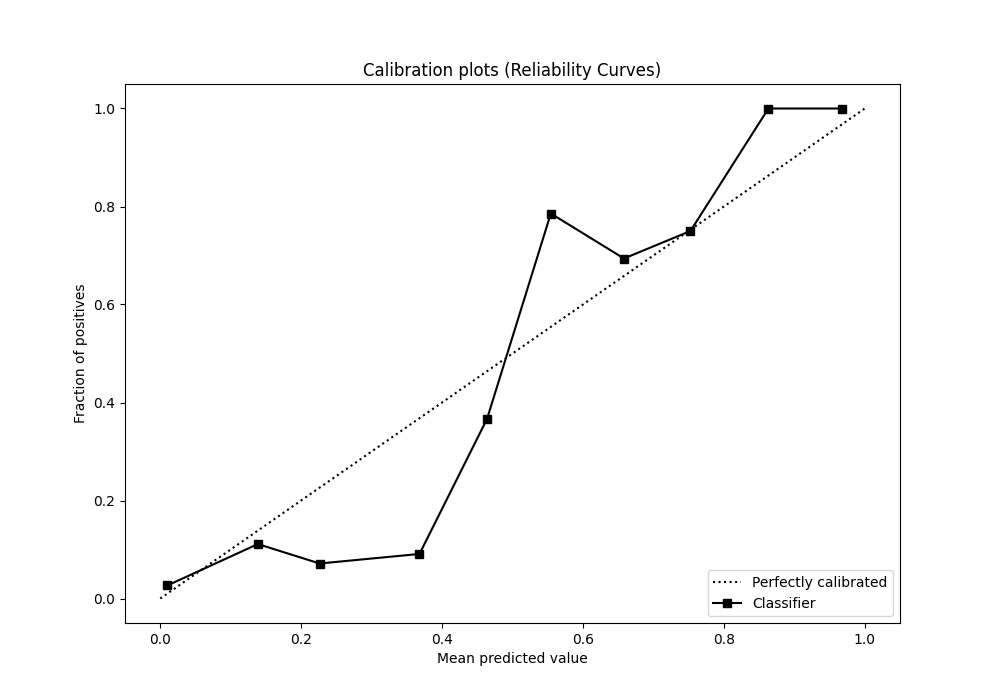 Calibration plots (Reliability Curves)
1.0
0.8
0.6
0.4
0.2
0.0
Fraction of positives
0.0 0.2 0.4 0.6 0.8 1.0
Mean predicted value
Perfectly calibrated
Classifier